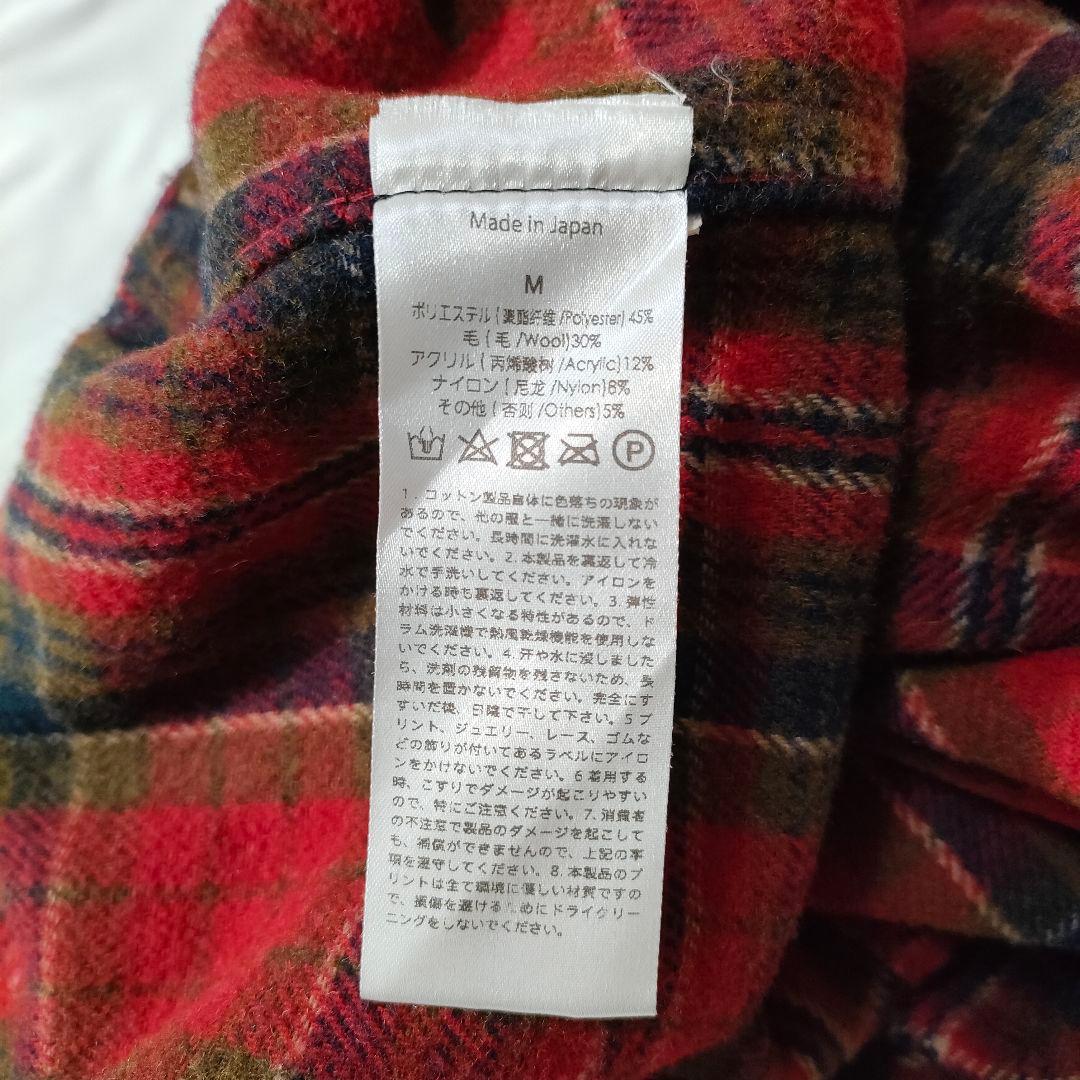 Made in Japan
M
ポリエステル (聚酯纤维 /Polyester) 45%
毛 ( 毛 /Wool)30%
アクリル ( 丙烯酸树 /Acrylic)12%
ナイロン ( 尼龙 /Nylon)8%
その他 ( 否则 /Others)5%
P
1 . コットン製品自体に色落ちの現象が
あるので、他の服と一緒に洗濯しない
でください。長時間に洗濯水に入れな
いでください。2. 本製品を裏返して冷
水で手洗いしてください。アイロンを
かける時も裏返してください。3. 弾性
材料は小さくなる特性があるので、ド
ラム洗濯機で熱風乾燥機能を使用しな
いでください。4. 汗や水に浸しました
ら、洗剤の残留物を残さないため、長
時間を置かないでください。完全にす
すいだ後、日陰で干して下さい。5 プ
リント、ジュエリー、レース、ゴムな
どの飾りが付いてあるラベルにアイロ
ンをかけないでください。6 着用する
時、こすりでダメージが起こりやすい
ので、特にご注意ください。7. 消費者
の不注意で製品のダメージを起こして
も、補償ができませんので、上記の事
項を遵守してください。8. 本製品のプ
リントは全て環境に優しい材質ですの
で、損傷を避けるためにドライクリー
ニングをしないでください。